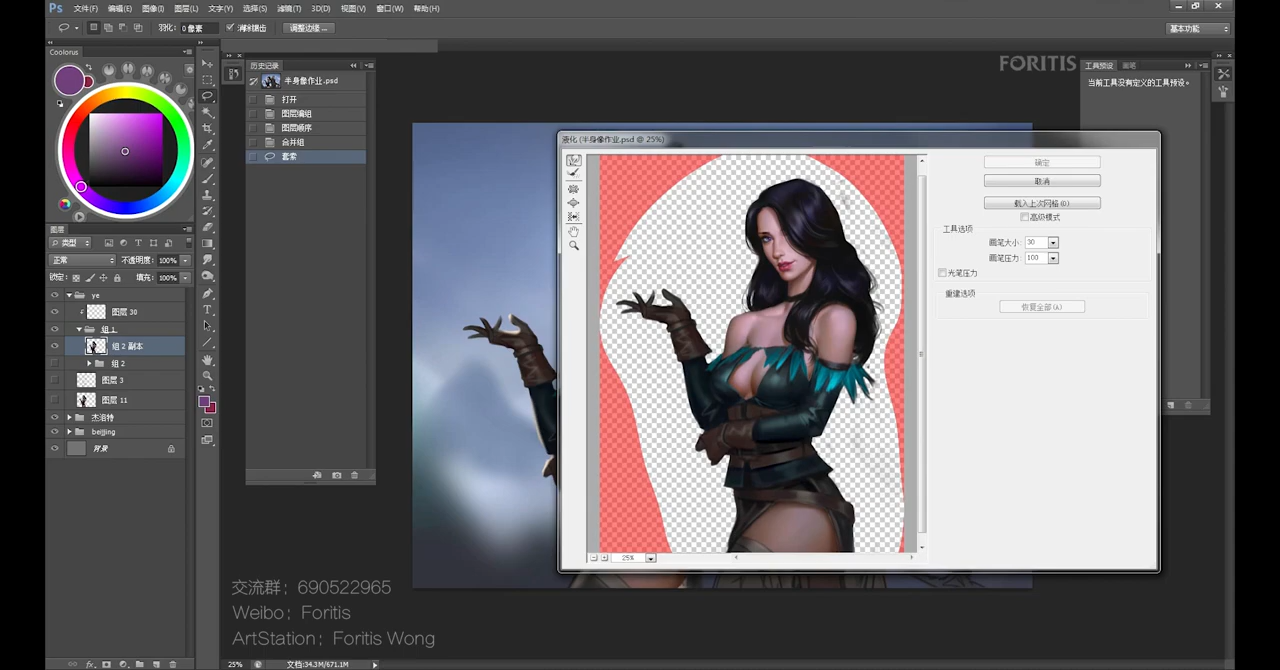 Ps 文件(F) 编辑(E) 图像(I) 图层(L) 文字(Y) 选择(S) 滤镜(T) 3D(D) 视图(V) 窗口(W) 帮助(H)
羽化: 0 像素 消除锯齿 调整边缘... 基本功能
Coolorus
历史记录
半身像作业.psd
打开
图层编组
图层顺序
合并组
套索
FORITIS
工具预设 画笔
当前工具没有定义的工具预设。
液化 (半身像作业.psd @ 25%)
确定
取消
载入上次网格(O)
高级模式
工具选项
画笔大小: 30
画笔压力: 100
光笔压力
重建选项
恢复全部(A)
25%
图层
类型
正常 不透明度: 100%
锁定: 填充: 100%
ye
图层 30
组 1
组 2 副本
组 2
图层 3
图层 11
杰洛特
beijing
背景
交流群：690522965
Weibo：Foritis
ArtStation：Foritis Wong
25% 文档:34.3M/671.1M